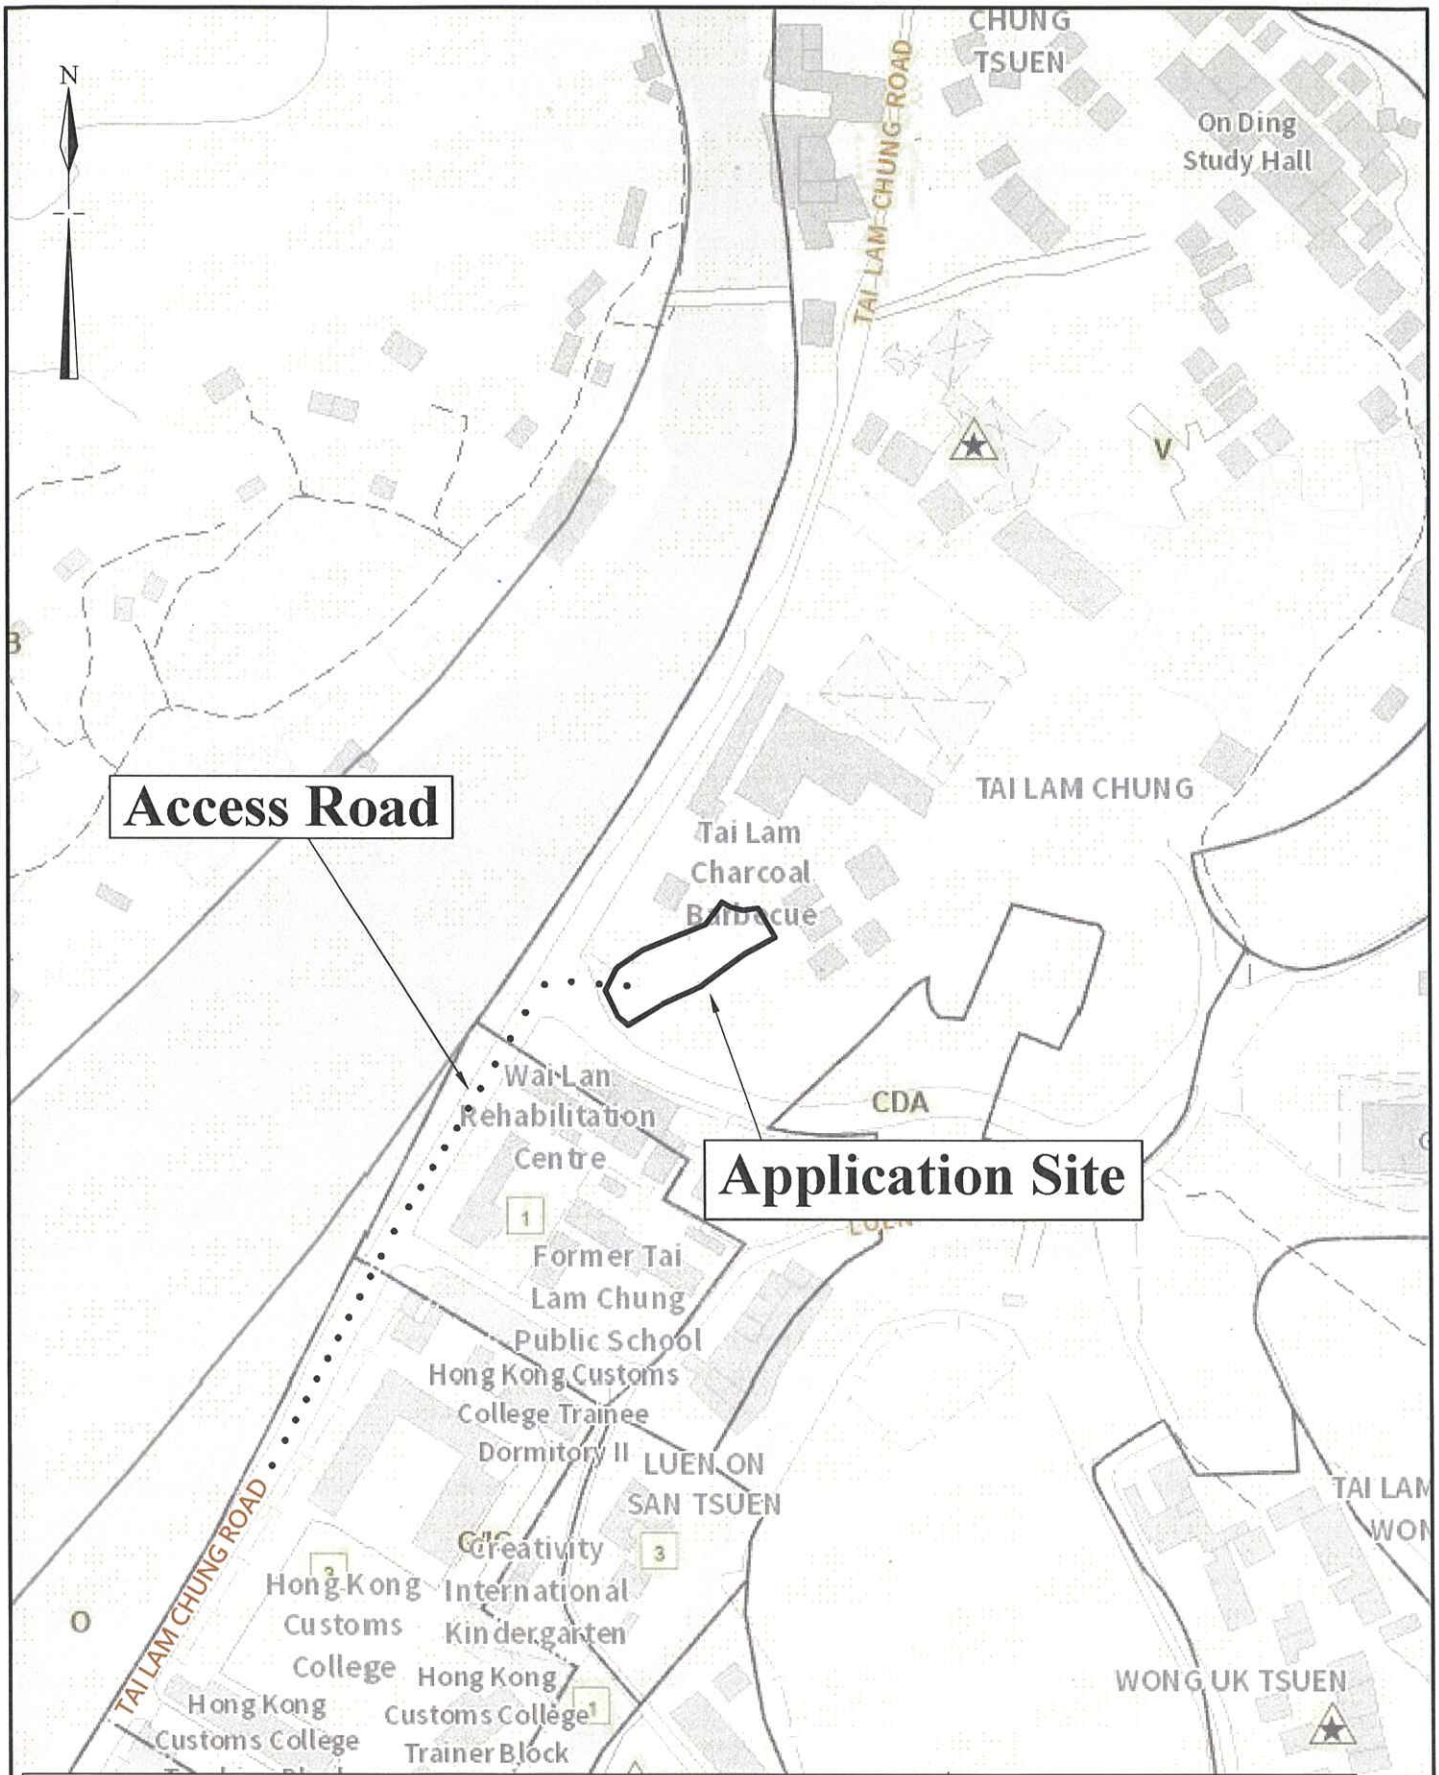 CHUNG
TSUEN
N
TAI LAM CHUNG ROAD
On Ding
Study Hall
V
B
TAI LAM CHUNG
Access Road
Tai Lam
Charcoal
Barbecue
CDA
Wai Lan
Rehabilitation
Centre
Application Site
1
LUEN
Former Tai
Lam Chung
Public School
Hong Kong Customs
College Trainee
Dormitory II
LUEN ON
SAN TSUEN
TAI LAM
WON
TAI LAM CHUNG ROAD
Creativity
International
Kindergarten
3
3
Hong Kong
Customs
College
O
Hong Kong
Customs College
Trainer Block
1
WONG UK TSUEN
Hong Kong
Customs College